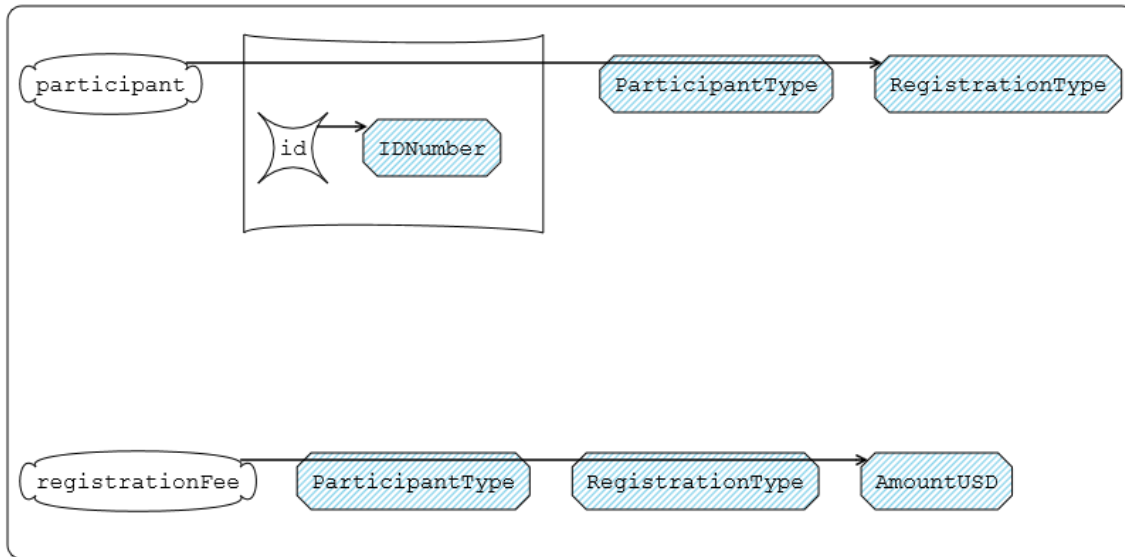 participant
ParticipantType
RegistrationType
id
IDNumber
registrationFee
ParticipantType
RegistrationType
AmountUSD